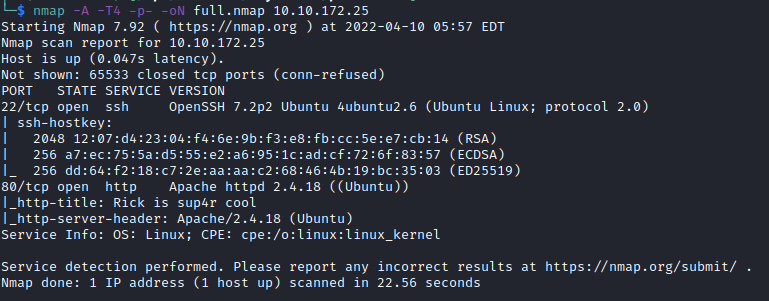 └─$ nmap -A -T4 -p- -oN full.nmap 10.10.172.25
Starting Nmap 7.92 ( https://nmap.org ) at 2022-04-10 05:57 EDT
Nmap scan report for 10.10.172.25
Host is up (0.047s latency).
Not shown: 65533 closed tcp ports (conn-refused)
PORT   STATE SERVICE VERSION
22/tcp open  ssh     OpenSSH 7.2p2 Ubuntu 4ubuntu2.6 (Ubuntu Linux; protocol 2.0)
| ssh-hostkey:
|   2048 12:07:d4:23:04:f4:6e:9b:f3:e8:fb:cc:5e:e7:cb:14 (RSA)
|   256 a7:ec:75:5a:d5:55:e2:a6:95:1c:ad:cf:72:6f:83:57 (ECDSA)
|_  256 dd:64:f2:18:c7:2e:aa:aa:c2:68:46:4b:19:bc:35:03 (ED25519)
80/tcp open  http    Apache httpd 2.4.18 ((Ubuntu))
|_http-title: Rick is sup4r cool
|_http-server-header: Apache/2.4.18 (Ubuntu)
Service Info: OS: Linux; CPE: cpe:/o:linux:linux_kernel
Service detection performed. Please report any incorrect results at https://nmap.org/submit/ .
Nmap done: 1 IP address (1 host up) scanned in 22.56 seconds